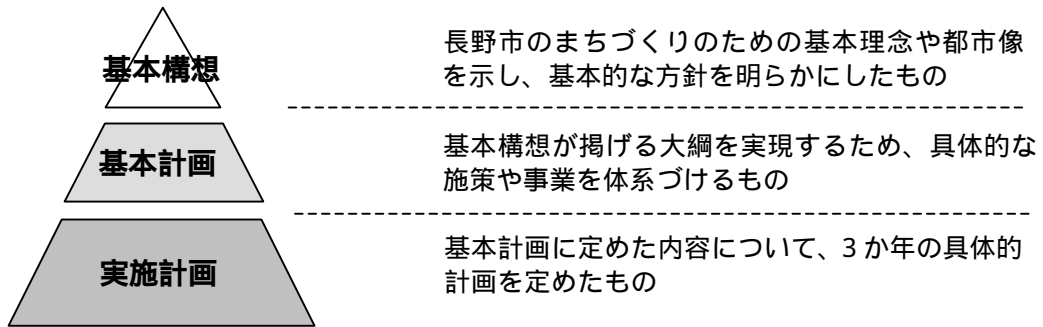 基本構想
長野市のまちづくりのための基本理念や都市像
を示し、基本的な方針を明らかにしたもの
基本計画
基本構想が掲げる大綱を実現するため、具体的な
施策や事業を体系づけるもの
実施計画
基本計画に定めた内容について、3か年の具体的
計画を定めたもの